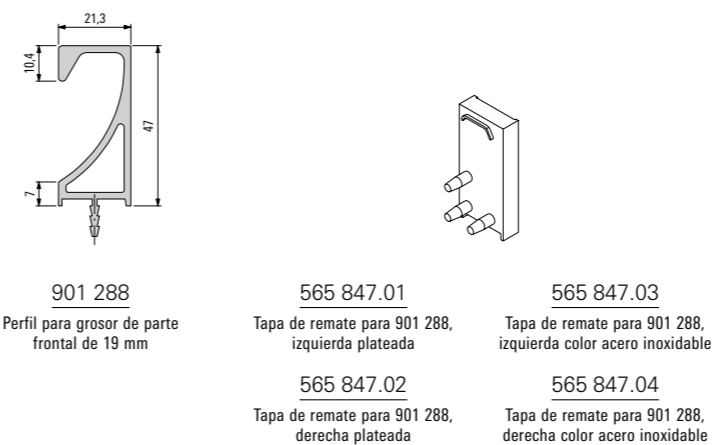 21,3
10,4
47
7
901 288
Perfil para grosor de parte
frontal de 19 mm
565 847.01
Tapa de remate para 901 288,
izquierda plateada
565 847.03
Tapa de remate para 901 288,
izquierda color acero inoxidable
565 847.02
Tapa de remate para 901 288,
derecha plateada
565 847.04
Tapa de remate para 901 288,
derecha color acero inoxidable